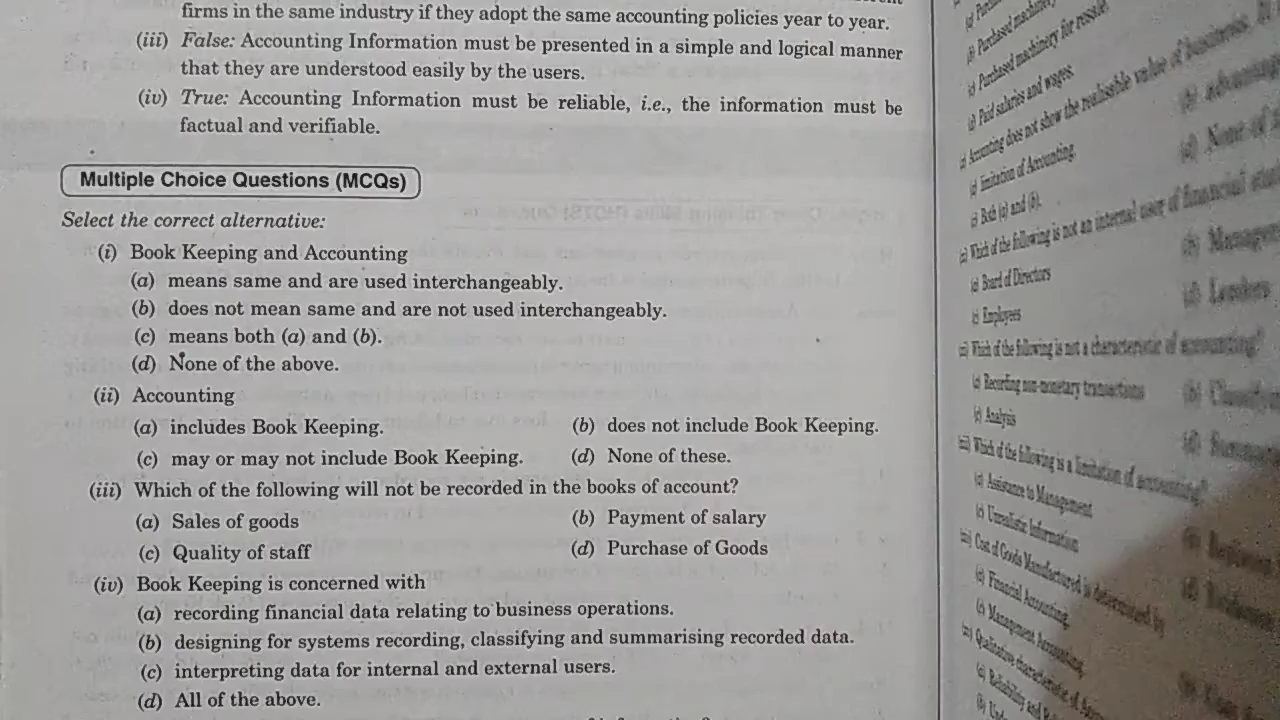 firms in the same industry if they adopt the same accounting policies year to year.
(iii) False: Accounting Information must be presented in a simple and logical manner
that they are understood easily by the users.
(iv) True: Accounting Information must be reliable, i.e., the information must be
factual and verifiable.
Multiple Choice Questions (MCQs)
Select the correct alternative:
(i) Book Keeping and Accounting
(a) means same and are used interchangeably.
(b) does not mean same and are not used interchangeably.
(c) means both (a) and (b).
(d) None of the above.
(ii) Accounting
(a) includes Book Keeping. (b) does not include Book Keeping.
(c) may or may not include Book Keeping. (d) None of these.
(iii) Which of the following will not be recorded in the books of account?
(a) Sales of goods (b) Payment of salary
(c) Quality of staff (d) Purchase of Goods
(iv) Book Keeping is concerned with
(a) recording financial data relating to business operations.
(b) designing for systems recording, classifying and summarising recorded data.
(c) interpreting data for internal and external users.
(d) All of the above.
Purchased machinery
Purchased machinery for resale.
Paid salaries and wages.
Accounting does not show the realisable value of business. It
limitation of Accounting.
Both (a) and (b).
None of
Which of the following is not an internal user of financial
Board of Directors
Employees
Lenders
Which of the following is not a characteristic of accounting?
Recording non-monetary transactions
Analysis
Which of the following is a limitation of accounting?
Assistance to Management
Unrealistic Information
Cost of Goods Manufactured is determined by
Financial Accounting.
Management Accounting.
Qualitative characteristic of
Reliability and